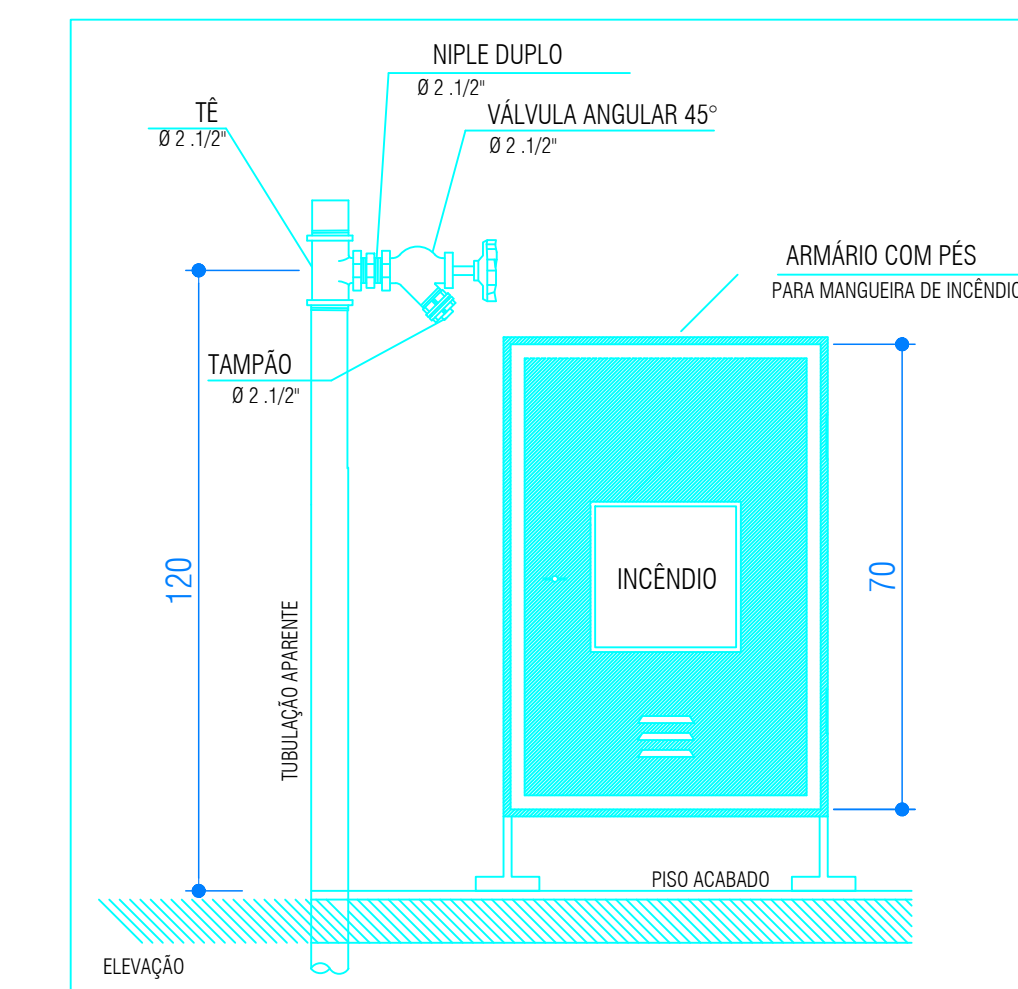 NIPLE DUPLO
Ø 2 .1/2"
TÊ
Ø 2 .1/2"
VÁLVULA ANGULAR 45°
Ø 2 .1/2"
ARMÁRIO COM PÉS
PARA MANGUEIRA DE INCÊNDIO
TAMPÃO
Ø 2 .1/2"
120
TUBULAÇÃO APARENTE
INCÊNDIO
70
PISO ACABADO
ELEVAÇÃO